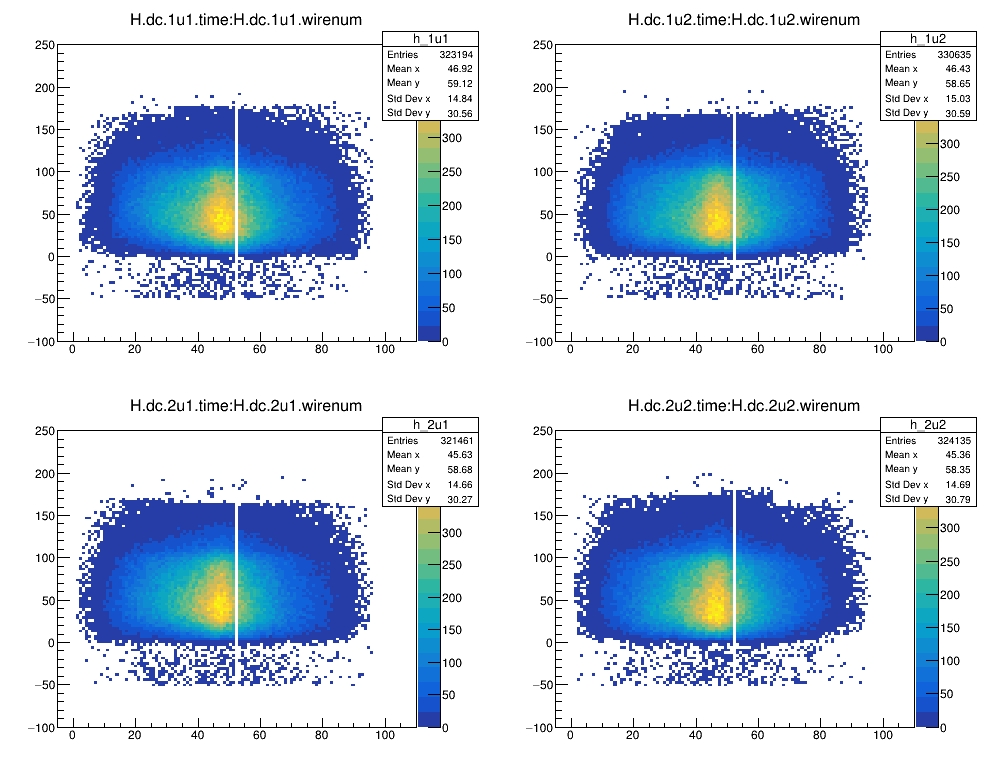 H.dc.1u1.time:H.dc.1u1.wirenum
h_1u1
Entries 323194
Mean x 46.92
Mean y 59.12
Std Dev x 14.84
Std Dev y 30.56
250
200
150
100
50
0
−50
−100
0 20 40 60 80 100
300
250
200
150
100
50
0
H.dc.1u2.time:H.dc.1u2.wirenum
h_1u2
Entries 330635
Mean x 46.43
Mean y 58.65
Std Dev x 15.03
Std Dev y 30.59
250
200
150
100
50
0
−50
−100
0 20 40 60 80 100
300
250
200
150
100
50
0
H.dc.2u1.time:H.dc.2u1.wirenum
h_2u1
Entries 321461
Mean x 45.63
Mean y 58.68
Std Dev x 14.66
Std Dev y 30.27
250
200
150
100
50
0
−50
−100
0 20 40 60 80 100
300
250
200
150
100
50
0
H.dc.2u2.time:H.dc.2u2.wirenum
h_2u2
Entries 324135
Mean x 45.36
Mean y 58.35
Std Dev x 14.69
Std Dev y 30.79
250
200
150
100
50
0
−50
−100
0 20 40 60 80 100
300
250
200
150
100
50
0